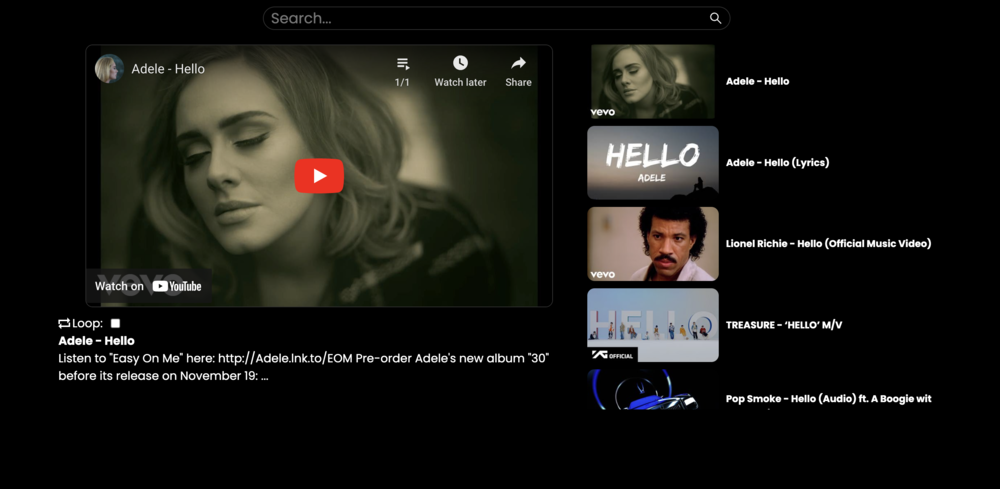 Search...
Adele - Hello
1/1
Watch later
Share
vevo
Watch on YouTube
Loop:
Adele - Hello
Listen to "Easy On Me" here: http://Adele.lnk.to/EOM Pre-order Adele's new album "30"
before its release on November 19: ...
vevo
Adele - Hello
HELLO
ADELE
Adele - Hello (Lyrics)
vevo
Lionel Richie - Hello (Official Music Video)
HELLO
YG OFFICIAL
TREASURE - ‘HELLO’ M/V
Pop Smoke - Hello (Audio) ft. A Boogie wit